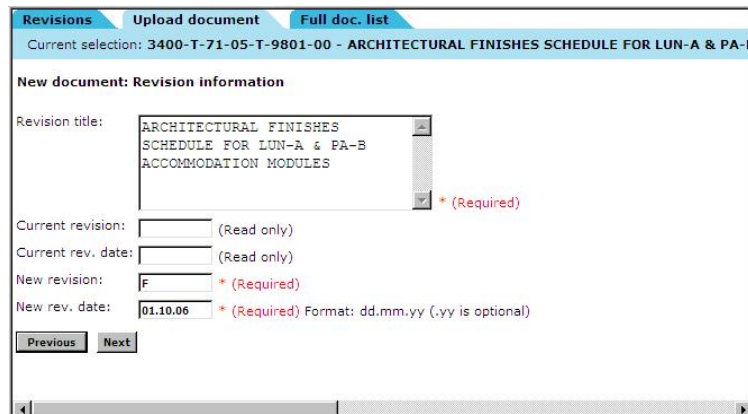 Revisions Upload document Full doc. list
Current selection: 3400-T-71-05-T-9801-00 - ARCHITECTURAL FINISHES SCHEDULE FOR LUN-A & PA-
New document: Revision information
Revision title:
ARCHITECTURAL FINISHES
SCHEDULE FOR LUN-A & PA-B
ACCOMMODATION MODULES
* (Required)
Current revision: (Read only)
Current rev. date: (Read only)
New revision: F * (Required)
New rev. date: 01.10.06 * (Required) Format: dd.mm.yy (.yy is optional)
Previous Next